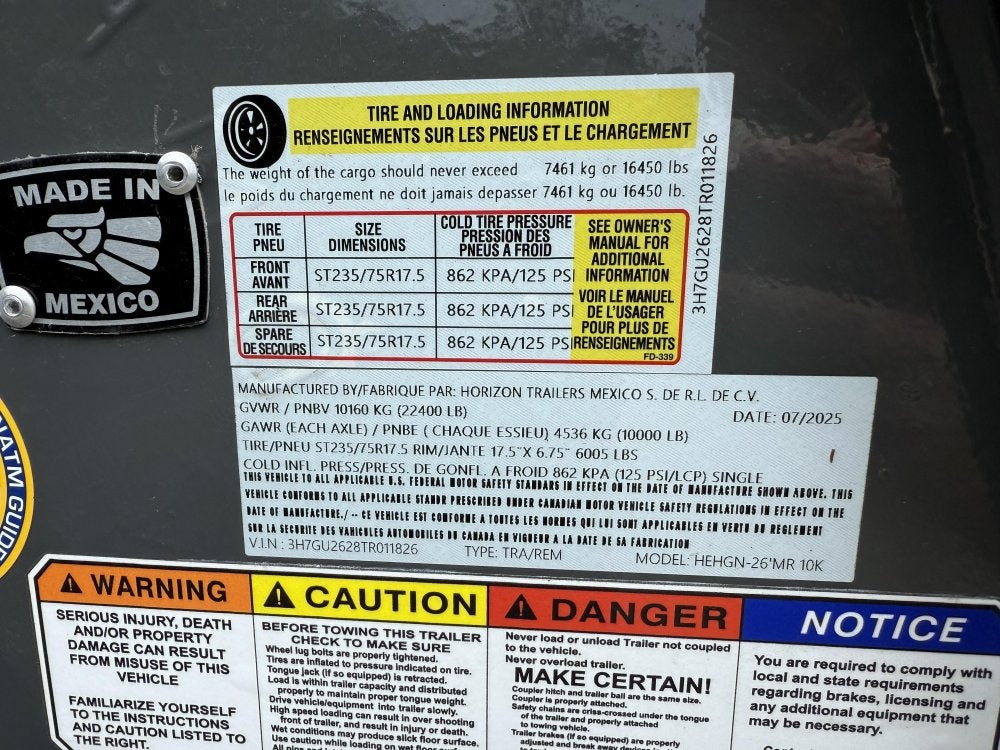 TIRE AND LOADING INFORMATION
RENSEIGNEMENTS SUR LES PNEUS ET LE CHARGEMENT
The weight of the cargo should never exceed 7461 kg or 16450 lbs
le poids du chargement ne doit jamais depasser 7461 kg ou 16450 lb.
TIRE
PNEU
SIZE
DIMENSIONS
COLD TIRE PRESSURE
PRESSION DES
PNEUS A FROID
FRONT
AVANT
ST235/75R17.5
862 KPA/125 PSI
REAR
ARRIÈRE
ST235/75R17.5
862 KPA/125 PSI
SPARE
DE SECOURS
ST235/75R17.5
862 KPA/125 PSI
SEE OWNER'S
MANUAL FOR
ADDITIONAL
INFORMATION
VOIR LE MANUEL
DE L'USAGER
POUR PLUS DE
RENSEIGNEMENTS
FD-339
3H7GU2628TR011826
MADE IN
MEXICO
MANUFACTURED BY/FABRIQUE PAR: HORIZON TRAILERS MEXICO S. DE R.L. DE C.V.
GVWR / PNBV 10160 KG (22400 LB) DATE: 07/2025
GAWR (EACH AXLE) / PNBE ( CHAQUE ESSIEU) 4536 KG (10000 LB)
TIRE/PNEU ST235/75R17.5 RIM/JANTE 17.5"X 6.75" 6005 LBS
COLD INFL. PRESS/PRESS. DE GONFL. A FROID 862 KPA (125 PSI/LCP) SINGLE
THIS VEHICLE TO ALL APPLICABLE U.S. FEDERAL MOTOR SAFETY STANDARS IN EFFECT ON THE DATE OF MANUFACTURE SHOWN ABOVE. THIS
VEHICLE CONFORMS TO ALL APPLICABLE STANDR PRESCRIBED UNDER CANADIAN MOTOR VEHICLE SAFETY REGULATIONS IN EFFECT ON THE
DATE OF MANUFACTURE./ -- CE VEHICLE EST CONFORME A TOUTES LES NORMES QUI LUI SONT APPLICABLES EN VERTU DU REGLEMENT
SUR LA SECURITE DES VAHICULES AUTOMOBILES DU CANADA EN VIGUEUR A LA DATE DE SA FABRICATION
V.I.N : 3H7GU2628TR011826 TYPE: TRA/REM MODEL: HEHGN-26'MR 10K
NATM GUIDE
WARNING
SERIOUS INJURY, DEATH
AND/OR PROPERTY
DAMAGE CAN RESULT
FROM MISUSE OF THIS
VEHICLE
FAMILIARIZE YOURSELF
TO THE INSTRUCTIONS
AND CAUTION LISTED TO
THE RIGHT.
CAUTION
BEFORE TOWING THIS TRAILER
CHECK TO MAKE SURE
Wheel lug bolts are properly tightened.
Tires are inflated to pressure indicated on tire.
Tongue jack (if so equipped) is retracted.
Load is within trailer capacity and distributed
properly to maintain proper tongue weight.
Drive vehicle/equipment into trailer slowly.
High speed loading can result in over shooting
front of trailer, and result in injury or death.
Wet conditions may produce slick floor surface.
Use caution while loading on wet floor
DANGER
Never load or unload Trailer not coupled
to the vehicle.
Never overload trailer.
MAKE CERTAIN!
Coupler hitch and trailer ball are the same size.
Coupler is properly attached.
Safety chains are criss-crossed under the tongue
of the trailer and properly attached
to towing vehicle.
Trailer brakes (if so equipped) are properly
adjusted and break away
NOTICE
You are required to comply with
local and state requirements
regarding brakes, licensing and
any additional equipment that
may be necessary.